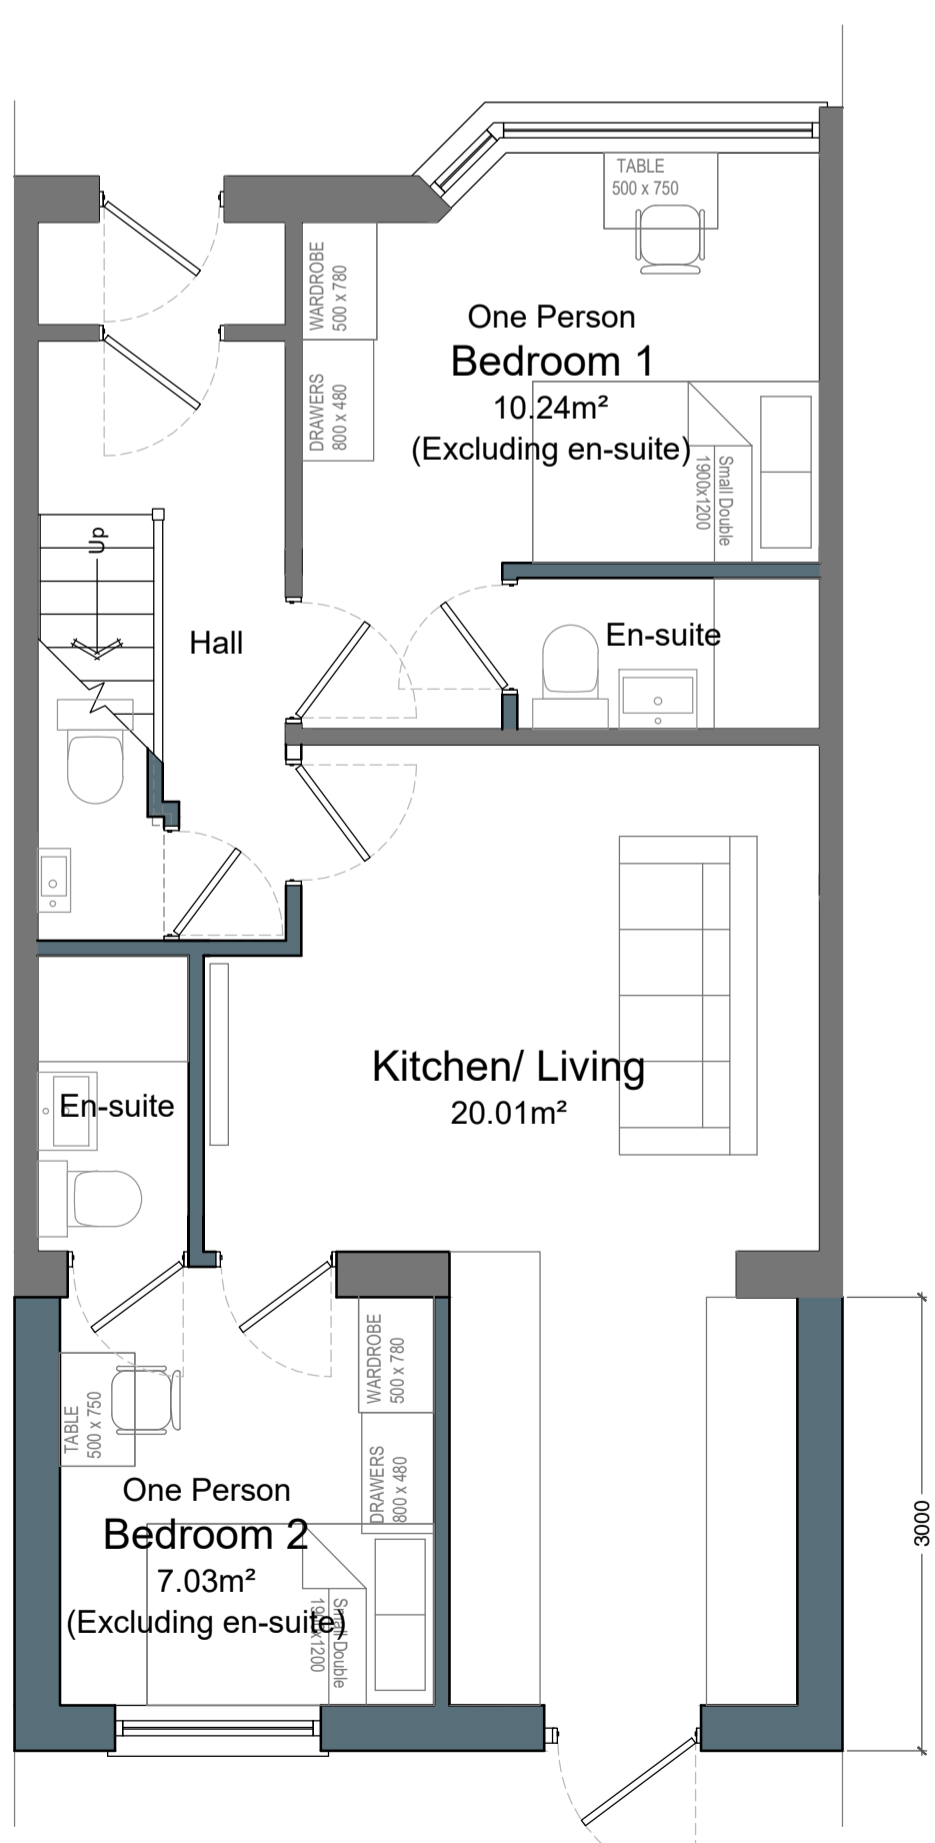 TABLE
500 x 750
WARDROBE
500 x 780
One Person
Bedroom 1
10.24m²
(Excluding en-suite)
DRAWERS
800 x 480
Small Double
1900x1200
Up
Hall
En-suite
Kitchen/ Living
20.01m²
En-suite
WARDROBE
500 x 780
TABLE
500 x 750
DRAWERS
800 x 480
One Person
Bedroom 2
7.03m²
(Excluding en-suite)
Small Double
1900x1200
3000